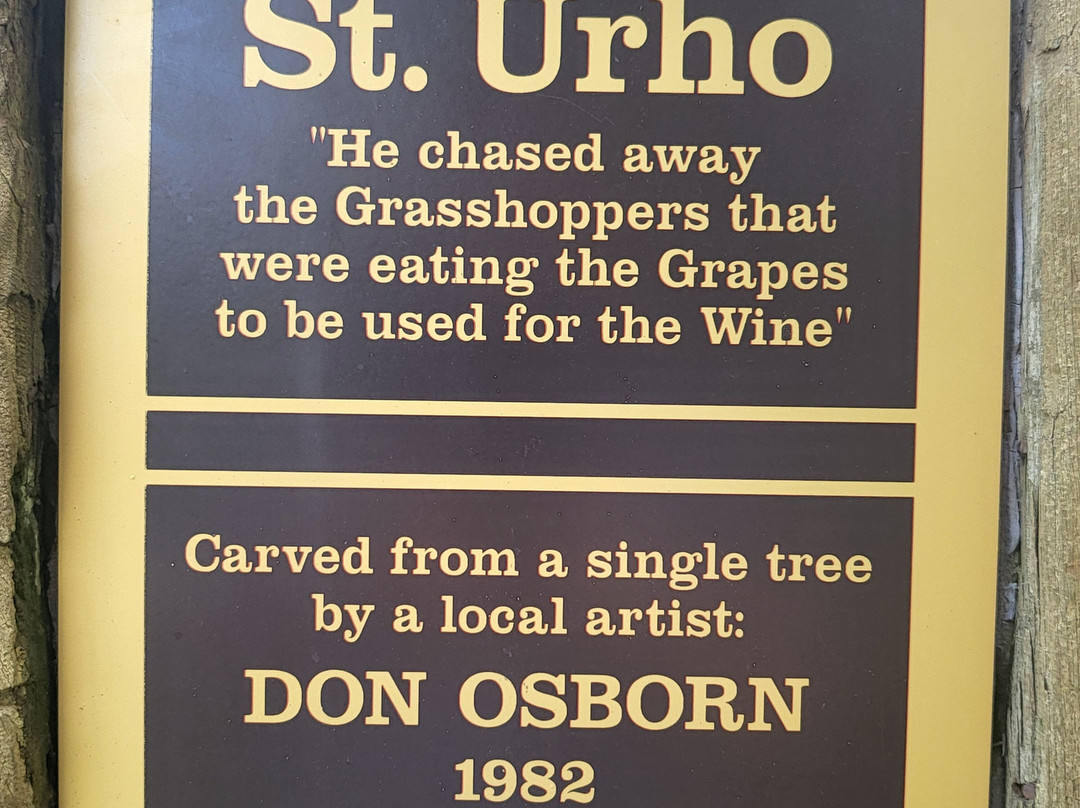 St. Urho
"He chased away
the Grasshoppers that
were eating the Grapes
to be used for the Wine"
Carved from a single tree
by a local artist:
DON OSBORN
1982